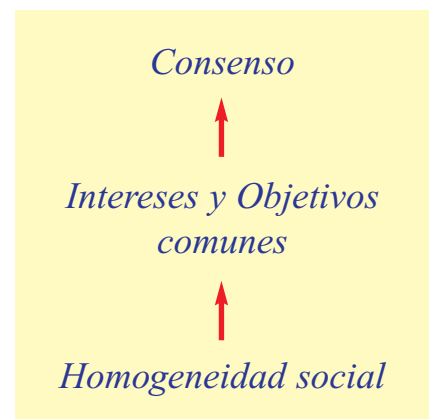 Consenso
Intereses y Objetivos
comunes
Homogeneidad social